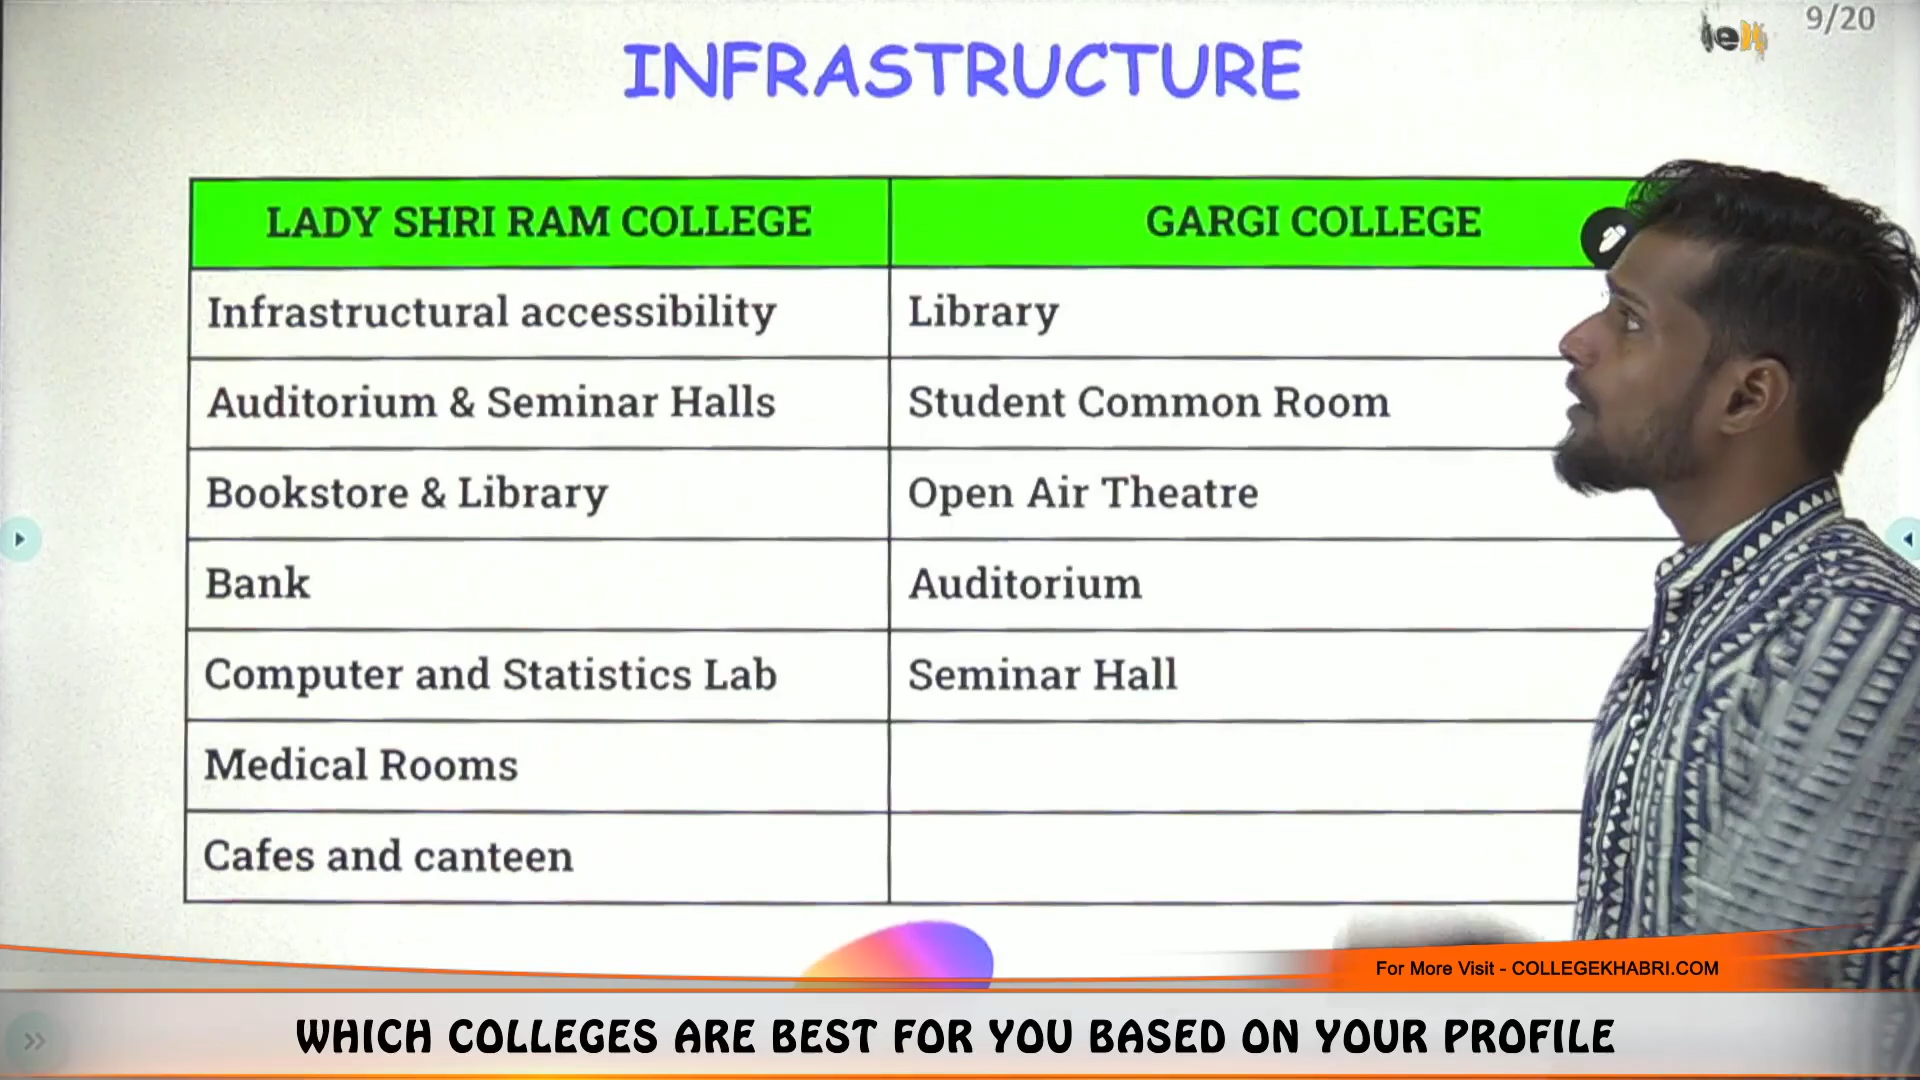 9/20
INFRASTRUCTURE
LADY SHRI RAM COLLEGE GARGI COLLEGE
Infrastructural accessibility Library
Auditorium & Seminar Halls Student Common Room
Bookstore & Library Open Air Theatre
Bank Auditorium
Computer and Statistics Lab Seminar Hall
Medical Rooms
Cafes and canteen
For More Visit - COLLEGEKHABRI.COM
WHICH COLLEGES ARE BEST FOR YOU BASED ON YOUR PROFILE